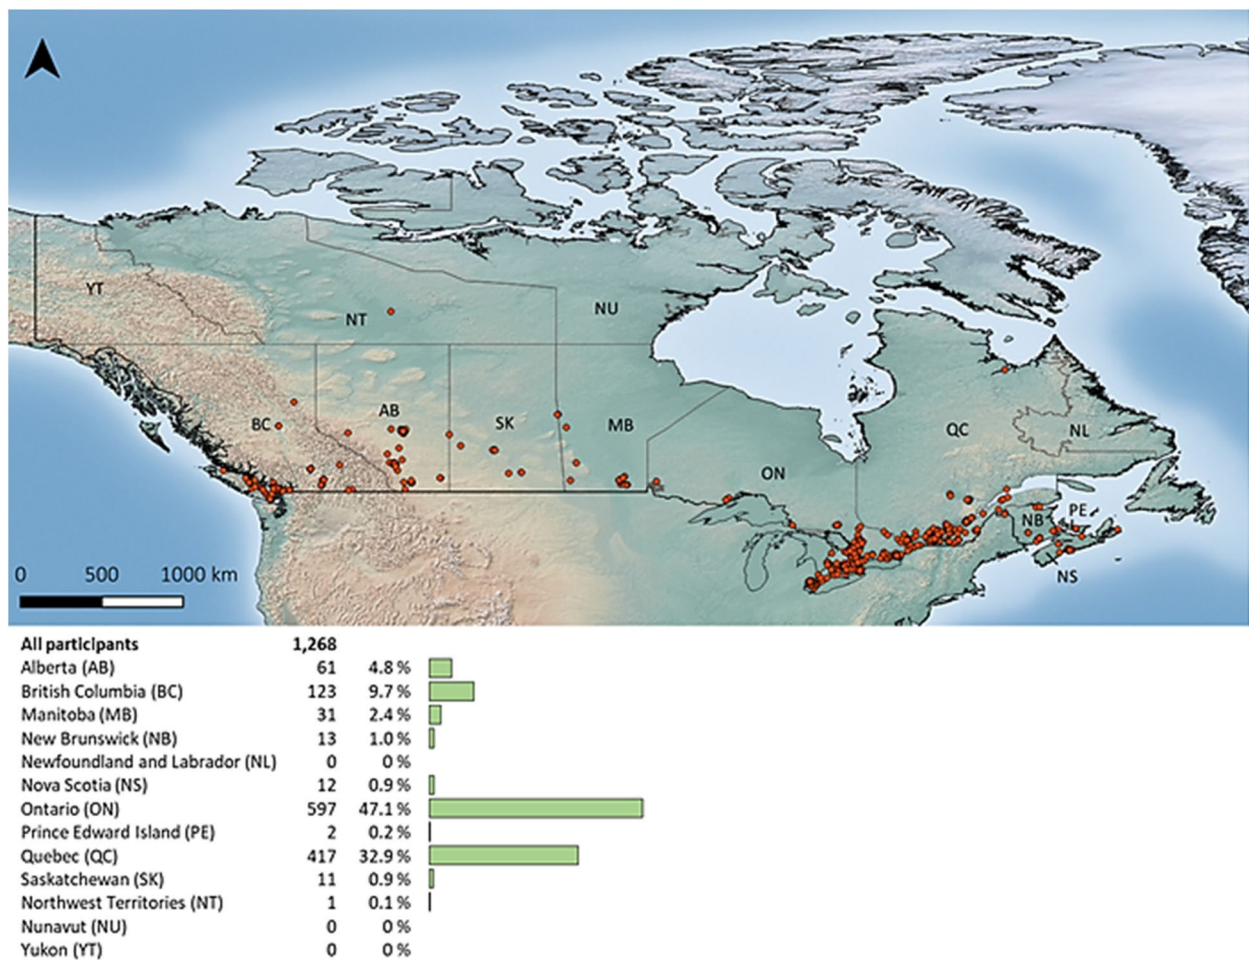 YT
NT
NU
BC
AB
SK
MB
QC
NL
ON
NB
PE
NS
0 500 1000 km
All participants 1,268
Alberta (AB) 61 4.8 %
British Columbia (BC) 123 9.7 %
Manitoba (MB) 31 2.4 %
New Brunswick (NB) 13 1.0 %
Newfoundland and Labrador (NL) 0 0 %
Nova Scotia (NS) 12 0.9 %
Ontario (ON) 597 47.1 %
Prince Edward Island (PE) 2 0.2 %
Quebec (QC) 417 32.9 %
Saskatchewan (SK) 11 0.9 %
Northwest Territories (NT) 1 0.1 %
Nunavut (NU) 0 0 %
Yukon (YT) 0 0 %